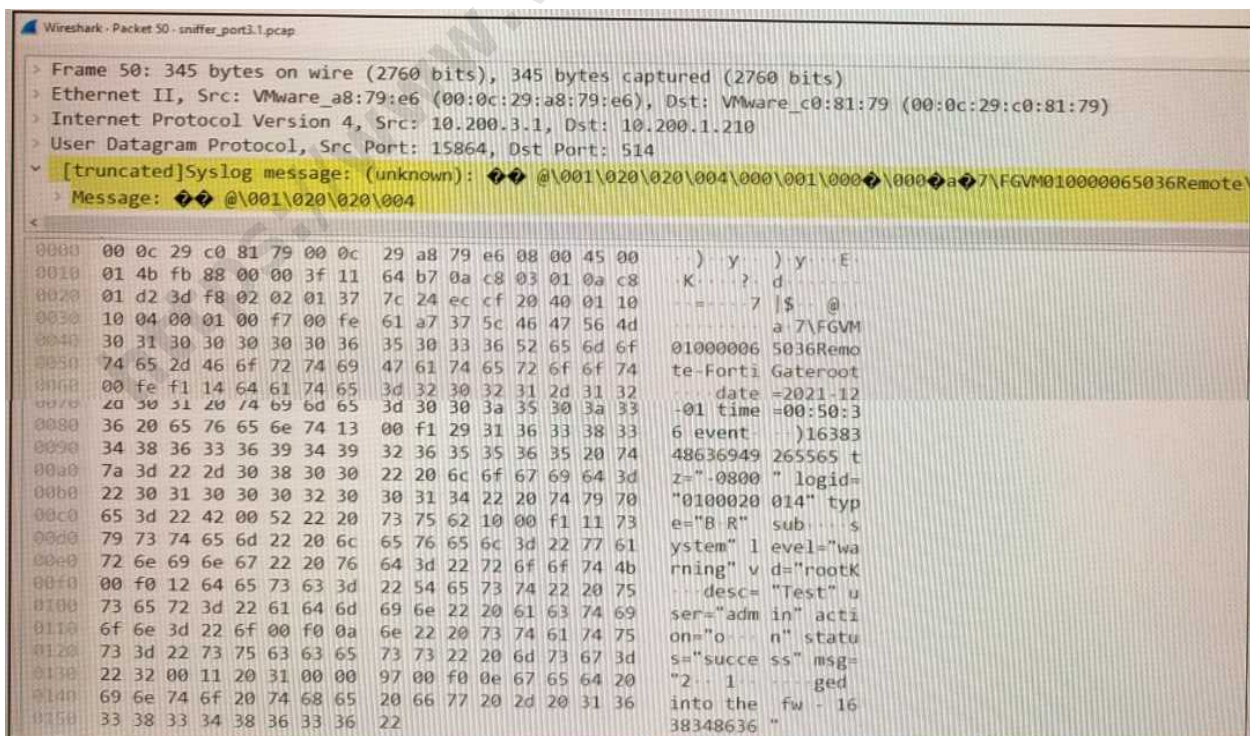 Wireshark - Packet 50 - sniffer_port3.1.pcap
> Frame 50: 345 bytes on wire (2760 bits), 345 bytes captured (2760 bits)
> Ethernet II, Src: VMware_a8:79:e6 (00:0c:29:a8:79:e6), Dst: VMware_c0:81:79 (00:0c:29:c0:81:79)
> Internet Protocol Version 4, Src: 10.200.3.1, Dst: 10.200.1.210
> User Datagram Protocol, Src Port: 15864, Dst Port: 514
[truncated]Syslog message: (unknown): �� @\001\020\020\004\000\001\000�\000�a�7\FGVM010000065036Remote\
> Message: �� @\001\020\020\004
0000 00 0c 29 c0 81 79 00 0c 29 a8 79 e6 08 00 45 00 ··)··y·· )·y···E·
0010 01 4b fb 88 00 00 3f 11 64 b7 0a c8 03 01 0a c8 ·K····?· d·······
0020 01 d2 3d f8 02 02 01 37 7c 24 ec cf 20 40 01 10 ··=····7 |$·· @··
0030 10 04 00 01 00 f7 00 fe 61 a7 37 5c 46 47 56 4d ········ a·7\FGVM
0040 30 31 30 30 30 30 30 36 35 30 33 36 52 65 6d 6f 01000006 5036Remo
0050 74 65 2d 46 6f 72 74 69 47 61 74 65 72 6f 6f 74 te-Forti Gateroot
0060 00 fe f1 14 64 61 74 65 3d 32 30 32 31 2d 31 32 ····date =2021-12
0070 2d 30 31 20 74 69 6d 65 3d 30 30 3a 35 30 3a 33 -01 time =00:50:3
0080 36 20 65 76 65 6e 74 13 00 f1 29 31 36 33 38 33 6 event· ··)16383
0090 34 38 36 33 36 39 34 39 32 36 35 35 36 35 20 74 48636949 265565 t
00a0 7a 3d 22 2d 30 38 30 30 22 20 6c 6f 67 69 64 3d z="-0800 " logid=
00b0 22 30 31 30 30 30 32 30 30 31 34 22 20 74 79 70 "0100020 014" typ
00c0 65 3d 22 42 00 52 22 20 73 75 62 10 00 f1 11 73 e="B·R" sub····s
00d0 79 73 74 65 6d 22 20 6c 65 76 65 6c 3d 22 77 61 ystem" l evel="wa
00e0 72 6e 69 6e 67 22 20 76 64 3d 22 72 6f 6f 74 4b rning" v d="rootK
00f0 00 f0 12 64 65 73 63 3d 22 54 65 73 74 22 20 75 ···desc= "Test" u
0100 73 65 72 3d 22 61 64 6d 69 6e 22 20 61 63 74 69 ser="adm in" acti
0110 6f 6e 3d 22 6f 00 f0 0a 6e 22 20 73 74 61 74 75 on="o··· n" statu
0120 73 3d 22 73 75 63 63 65 73 73 22 20 6d 73 67 3d s="succe ss" msg=
0130 22 32 00 11 20 31 00 00 97 00 f0 0e 67 65 64 20 "2·· 1·· ····ged
0140 69 6e 74 6f 20 74 68 65 20 66 77 20 2d 20 31 36 into the fw - 16
0150 33 38 33 34 38 36 33 36 22 38348636 "